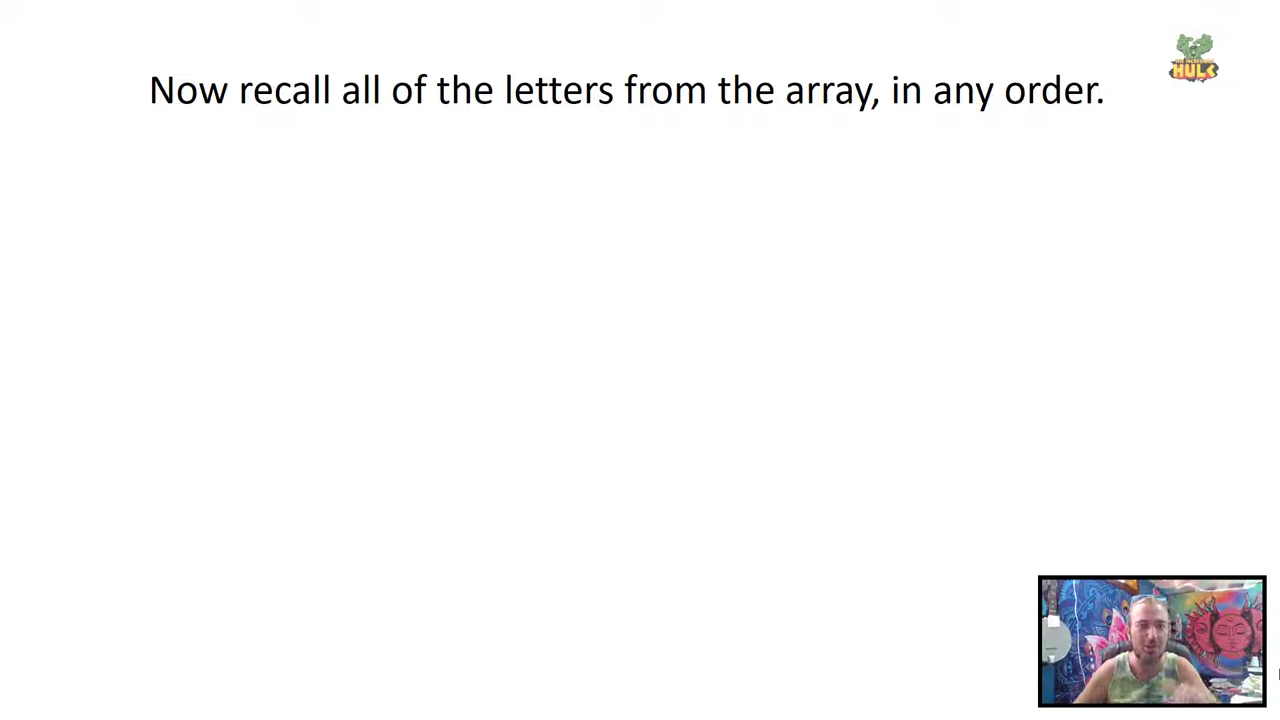 Now recall all of the letters from the array, in any order.
HULK